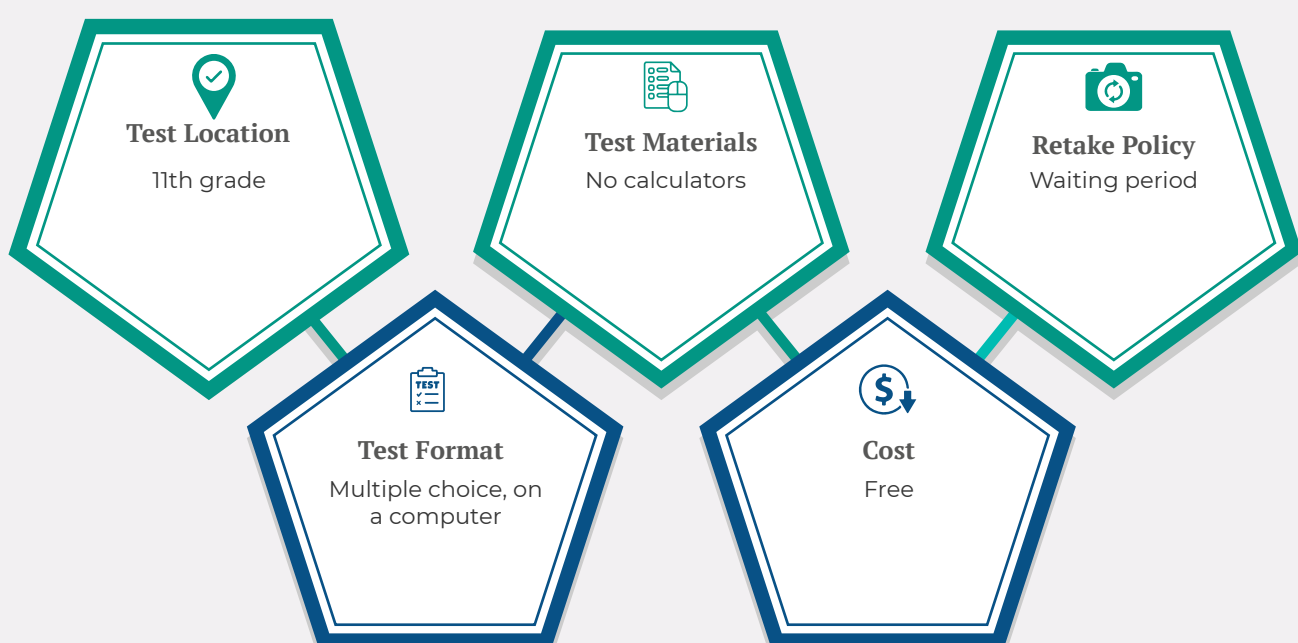 Test Location
11th grade
Test Materials
No calculators
Retake Policy
Waiting period
TEST
Test Format
Multiple choice, on
a computer
$
Cost
Free